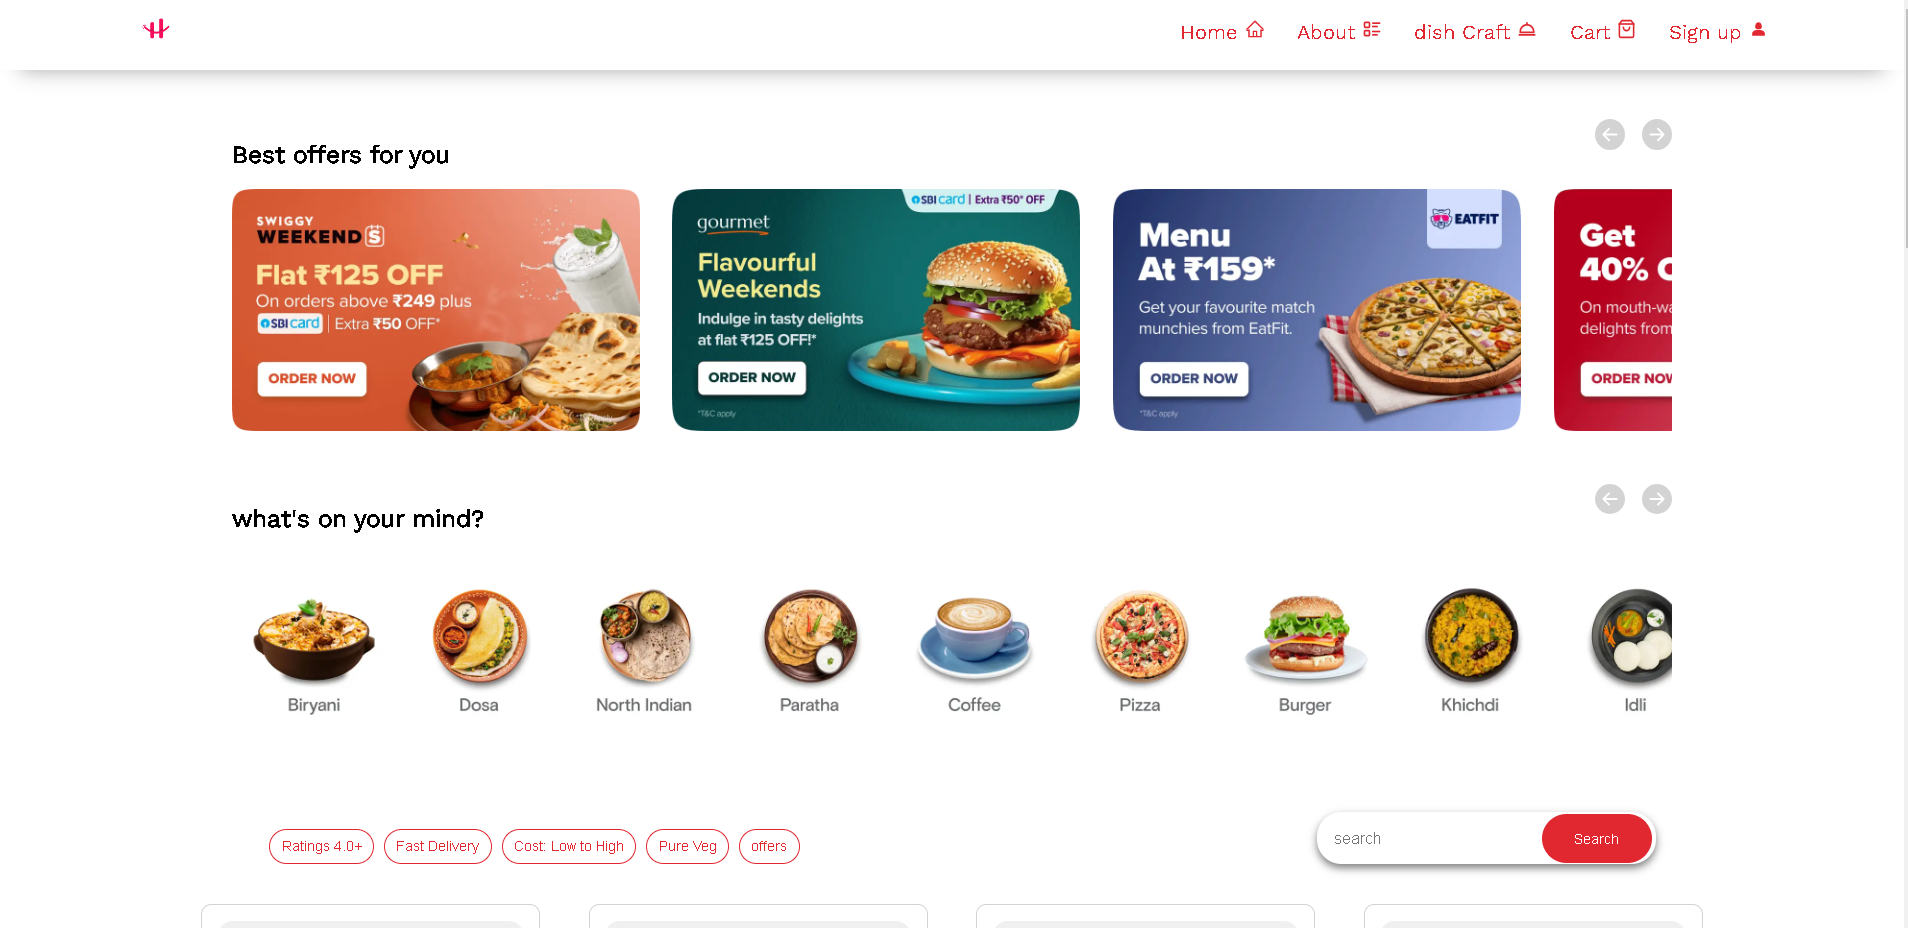 Home
About
dish Craft
Cart
Sign up
Best offers for you
SWIGGY
WEEKEND S
Flat ₹125 OFF
On orders above ₹249 plus
SBI card | Extra ₹50 OFF*
ORDER NOW
SBI card | Extra ₹50* OFF
gourmet
Flavourful
Weekends
Indulge in tasty delights
at flat ₹125 OFF!*
ORDER NOW
*T&C apply
EATFIT
Menu
At ₹159*
Get your favourite match
munchies from EatFit.
ORDER NOW
*T&C apply
Get
40%
On mouth-wa
delights from
ORDER NOW
what's on your mind?
Biryani
Dosa
North Indian
Paratha
Coffee
Pizza
Burger
Khichdi
Idli
Ratings 4.0+
Fast Delivery
Cost: Low to High
Pure Veg
offers
search
Search